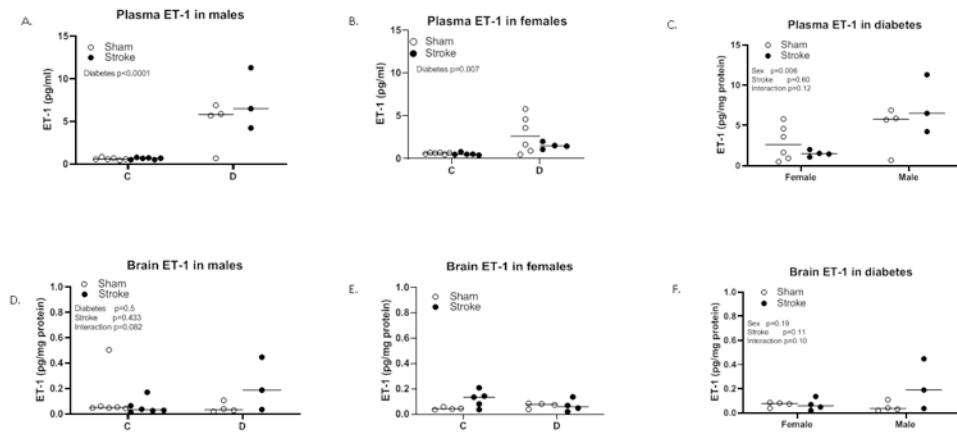 A.
Plasma ET-1 in males
Sham
Stroke
Diabetes p<0.0001
ET-1 (pg/ml)
15
10
5
0
C
D
B.
Plasma ET-1 in females
Sham
Stroke
Diabetes p=0.007
ET-1 (pg/ml)
15
10
5
0
C
D
C.
Plasma ET-1 in diabetes
Sham
Stroke
Sex p=0.006
Stroke p=0.60
Interaction p=0.12
ET-1 (pg/mg protein)
15
10
5
0
Female
Male
D.
Brain ET-1 in males
Sham
Stroke
Diabetes p=0.5
Stroke p=0.433
Interaction p=0.082
ET-1 (pg/mg protein)
1.0
0.8
0.6
0.4
0.2
0.0
C
D
E.
Brain ET-1 in females
Sham
Stroke
ET-1 (pg/mg protein)
1.0
0.8
0.6
0.4
0.2
0.0
C
D
F.
Brain ET-1 in diabetes
Sham
Stroke
Sex p=0.19
Stroke p=0.11
Interaction p=0.10
ET-1 (pg/mg protein)
1.0
0.8
0.6
0.4
0.2
0.0
Female
Male